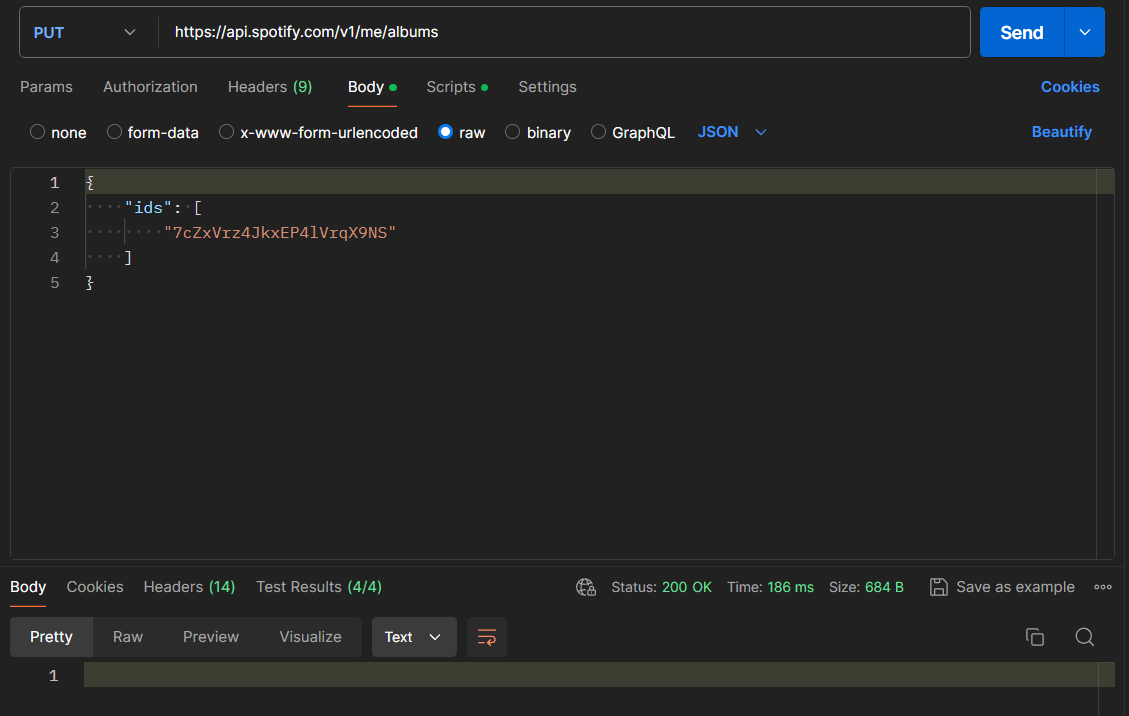 PUT https://api.spotify.com/v1/me/albums Send
Params Authorization Headers (9) Body Scripts Settings Cookies
none form-data x-www-form-urlencoded raw binary GraphQL JSON Beautify
1 {
2 "ids": [
3 "7cZxVrz4JkxEP4lVrqX9NS"
4 ]
5 }
Body Cookies Headers (14) Test Results (4/4) Status: 200 OK Time: 186 ms Size: 684 B Save as example
Pretty Raw Preview Visualize Text
1